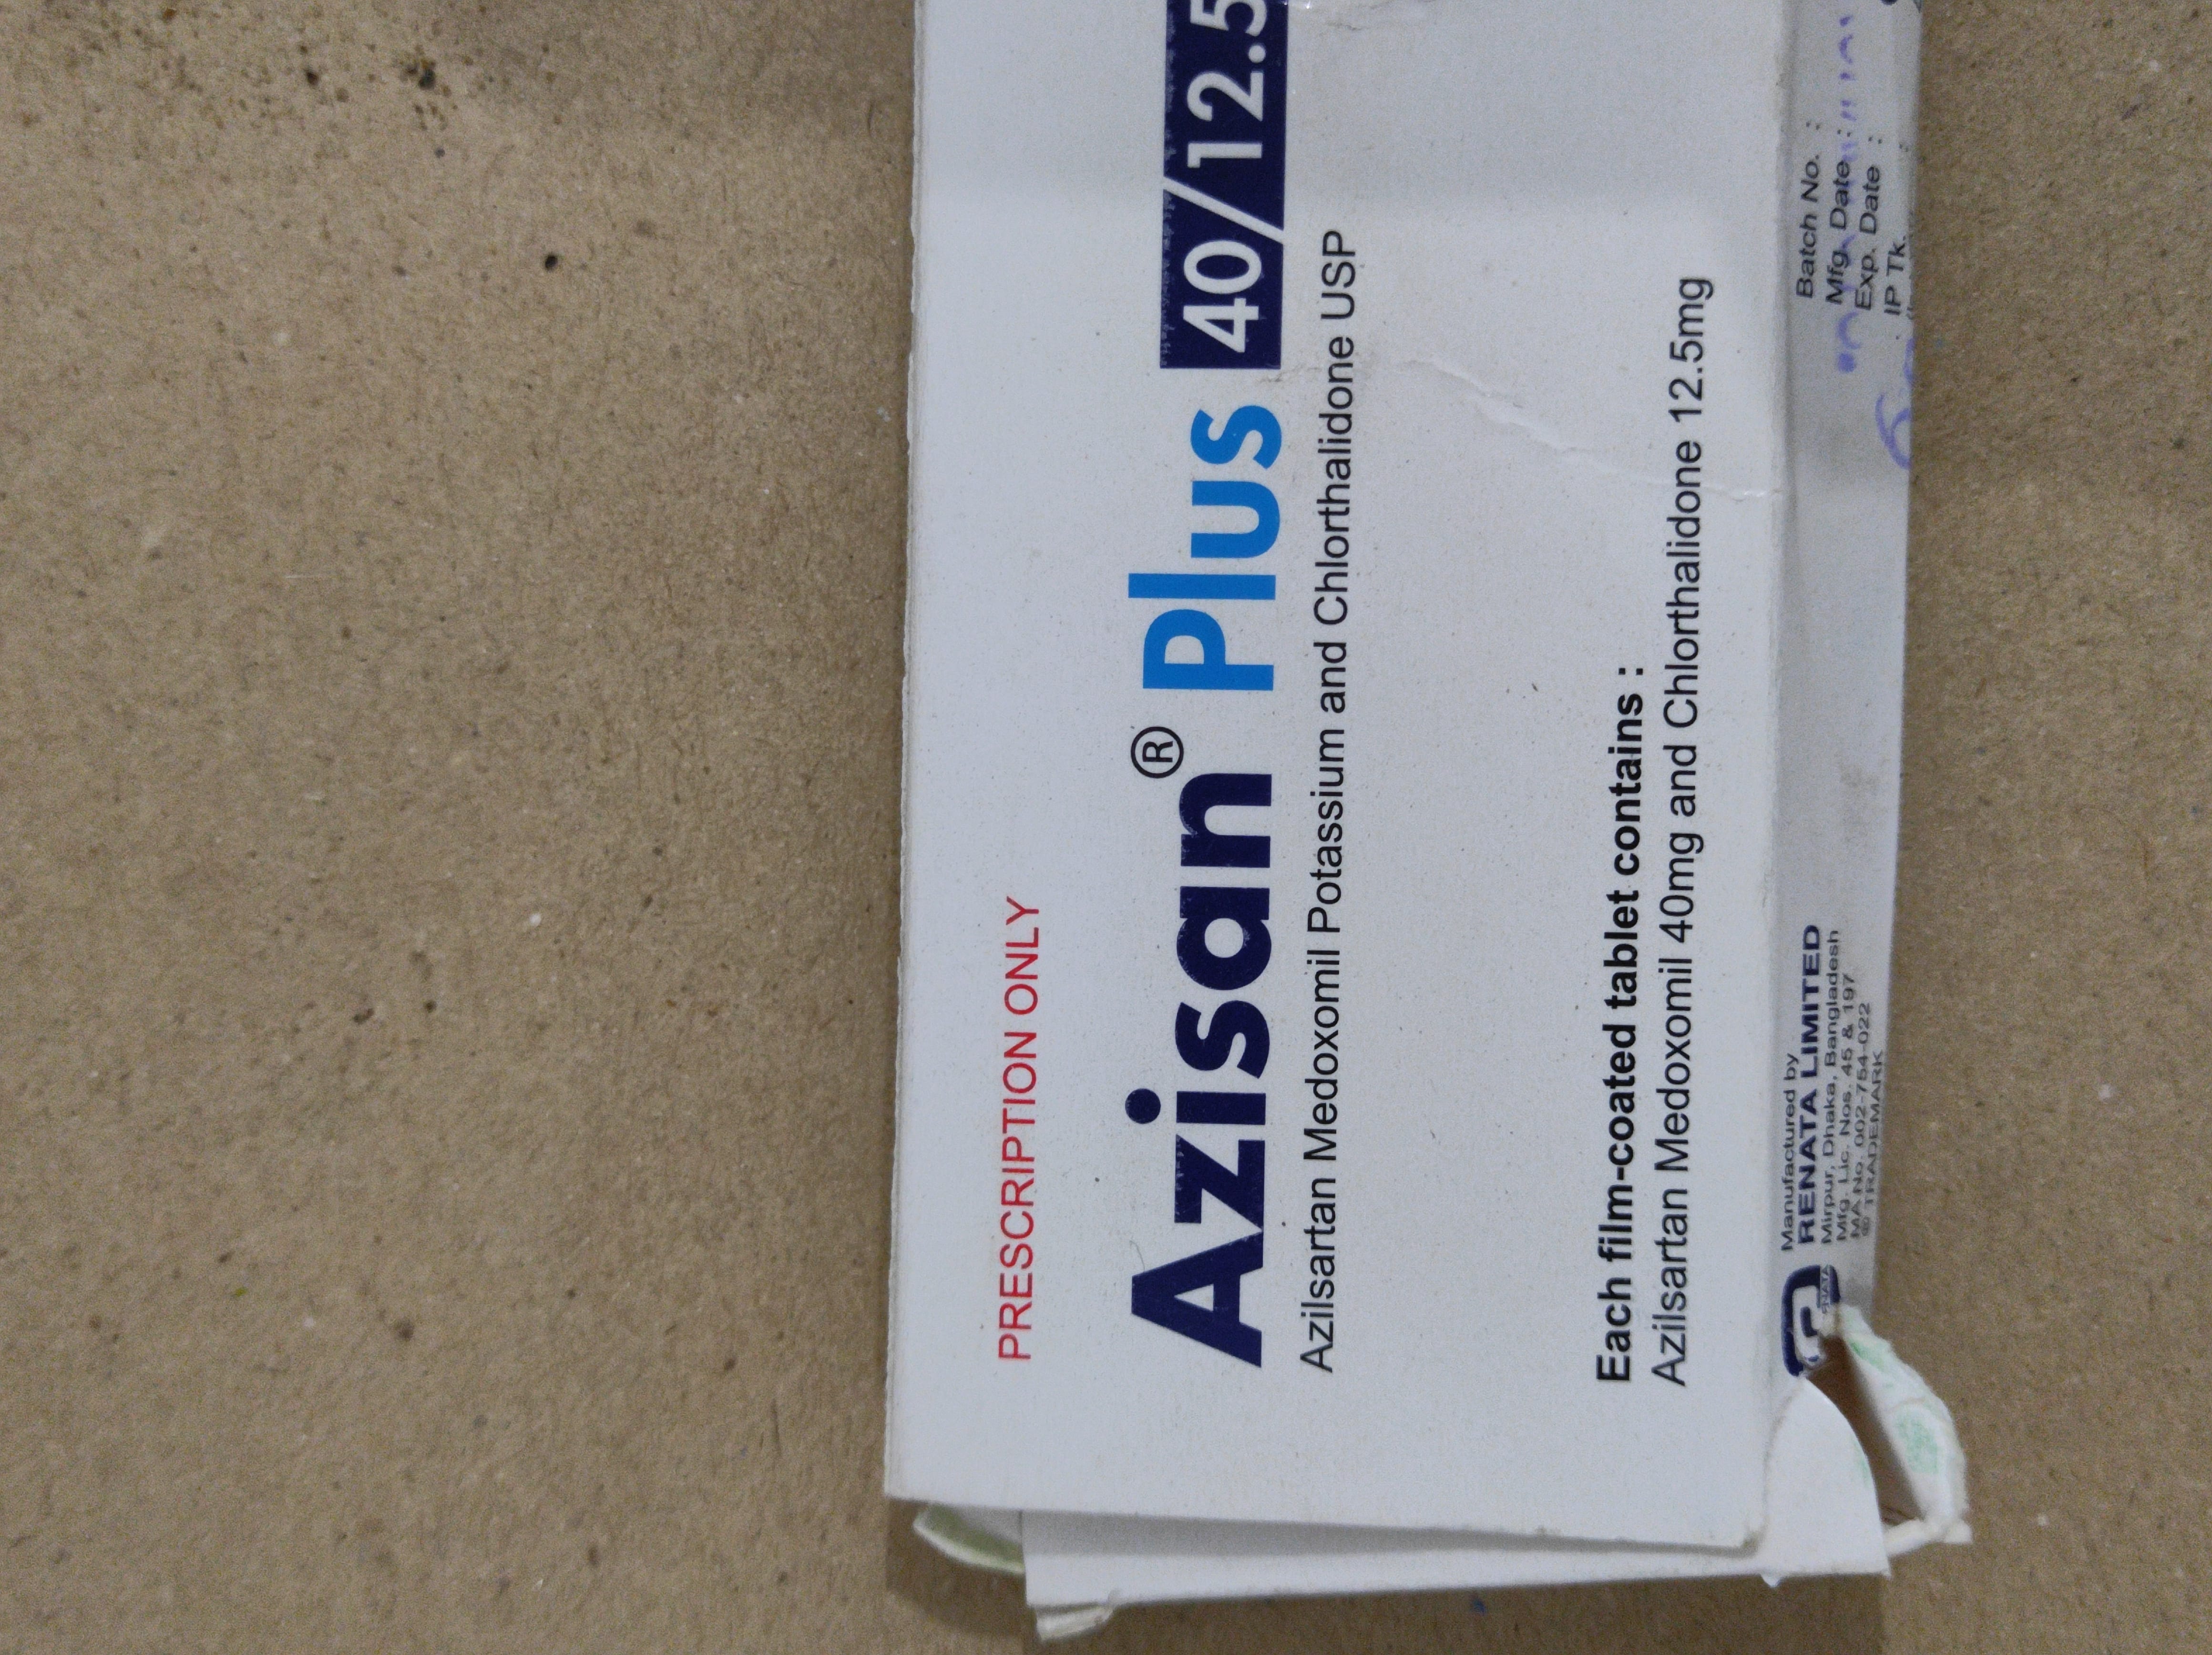 PRESCRIPTION ONLY
Azisan® Plus 40/12.5
Azilsartan Medoxomil Potassium and Chlorthalidone USP
Each film-coated tablet contains :
Azilsartan Medoxomil 40mg and Chlorthalidone 12.5mg
Manufactured by
RENATA LIMITED
Mirpur, Dhaka, Bangladesh
Mfg. Lic. Nos. 45 & 197
MA No. 002-754-022
® TRADEMARK
Batch No. :
Mfg. Date :
Exp. Date :
IP Tk. :